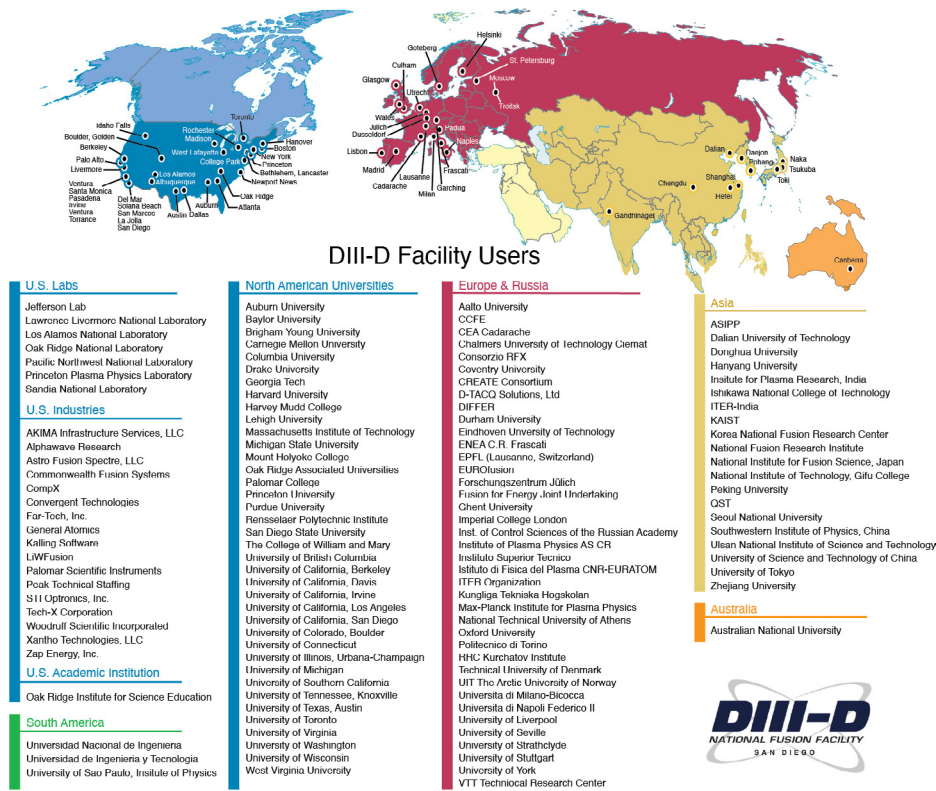 Helsinki
Goteberg
Culham
St. Petersburg
Glasgow
Moscow
Utrecht
Troitsk
Toronto
Wales
Idaho Falls
Rochester
Julich
Padua
Boulder, Golden
Madison
Hanover
Dussoldorf
Naples
Berkeley
West Lafayette
Boston
Lisbon
Dalian
Daejon
Palo Alto
College Park
New York
Pohang
Naka
Livermore
Princeton
Madrid
Frascati
Tsukuba
Los Alamos
Bethlehem, Lancaster
Lausanne
Garching
Shanghai
Toki
Albuquerque
Newport News
Cadarache
Milan
Chengdu
Hefei
Ventura
Santa Monica
Pasadena
Irvine
Ventura
Torrance
Del Mar
Solana Beach
San Marcos
La Jolla
San Diego
Austin
Dallas
Auburn
Oak Ridge
Atlanta
Gandhinagel
Canberra
DIII-D Facility Users
U.S. Labs
Jefferson Lab
Lawrence Livermore National Laboratory
Los Alamos National Laboratory
Oak Ridge National Laboratory
Pacific Northwest National Laboratory
Princeton Plasma Physics Laboratory
Sandia National Laboratory
U.S. Industries
AKIMA Infrastructure Services, LLC
Alphawave Research
Astro Fusion Spectre, LLC
Commonwealth Fusion Systems
CompX
Convergent Technologies
Far-Tech, Inc.
General Atomics
Kalling Software
LiWFusion
Palomar Scientific Instruments
Peak Technical Staffing
STI Optronics, Inc.
Tech-X Corporation
Woodruff Scientific Incorporated
Xantho Technologies, LLC
Zap Energy, Inc.
U.S. Academic Institution
Oak Ridge Institute for Science Education
South America
Universidad Nacional de Ingenieria
Universidad de Ingenieria y Tecnologia
University of Sao Paulo, Insitute of Physics
North American Universities
Auburn University
Baylor University
Brigham Young University
Carnegie Mellon University
Columbia University
Drake University
Georgia Tech
Harvard University
Harvey Mudd College
Lehigh University
Massachusetts Institute of Technology
Michigan State University
Mount Holyoke College
Oak Ridge Associated Universities
Palomar College
Princeton University
Purdue University
Rensselaer Polytechnic Institute
San Diego State University
The College of William and Mary
University of British Columbia
University of California, Berkeley
University of California, Davis
University of California, Irvine
University of California, Los Angeles
University of California, San Diego
University of Colorado, Boulder
University of Connecticut
University of Illinois, Urbana-Champaign
University of Michigan
University of Southern California
University of Tennessee, Knoxville
University of Texas, Austin
University of Toronto
University of Virginia
University of Washington
University of Wisconsin
West Virginia University
Europe & Russia
Aalto University
CCFE
CEA Cadarache
Chalmers University of Technology Ciemat
Consorzio RFX
Coventry University
CREATE Consortium
D-TACQ Solutions, Ltd
DIFFER
Durham University
Eindhoven University of Technology
ENEA C.R. Frascati
EPFL (Lausanne, Switzorland)
EUROfusion
Forschungszentrum Jülich
Fusion for Energy Joint Undertaking
Ghent University
Imperial College London
Inst. of Control Sciences of the Russian Academy
Institute of Plasma Physics AS CR
Instituto Superior Tecnico
Istituto di Fisica del Plasma CNR-EURATOM
ITER Organization
Kungliga Tekniska Hogskolan
Max-Planck Institute for Plasma Physics
National Technical University of Athens
Oxford University
Politecnico di Torino
RRC Kurchatov Institute
Technical University of Denmark
UIT The Arctic University of Norway
Universita di Milano-Bicocca
Universita di Napoli Federico II
University of Liverpool
University of Seville
University of Strathclyde
University of Stuttgart
University of York
VTT Techniocal Research Center
Asia
ASIPP
Dalian University of Technology
Donghua University
Hanyang University
Insitute for Plasma Research, India
Ishikawa National College of Technology
ITER-India
KAIST
Korea National Fusion Research Center
National Fusion Research Institute
National Institute for Fusion Science, Japan
National Institute of Technology, Gifu College
Peking University
QST
Seoul National University
Southwestern Institute of Physics, China
Ulsan National Institute of Science and Technology
University of Science and Technology of China
University of Tokyo
Zhejiang University
Australia
Australian National University
DIII-D
NATIONAL FUSION FACILITY
SAN DIEGO